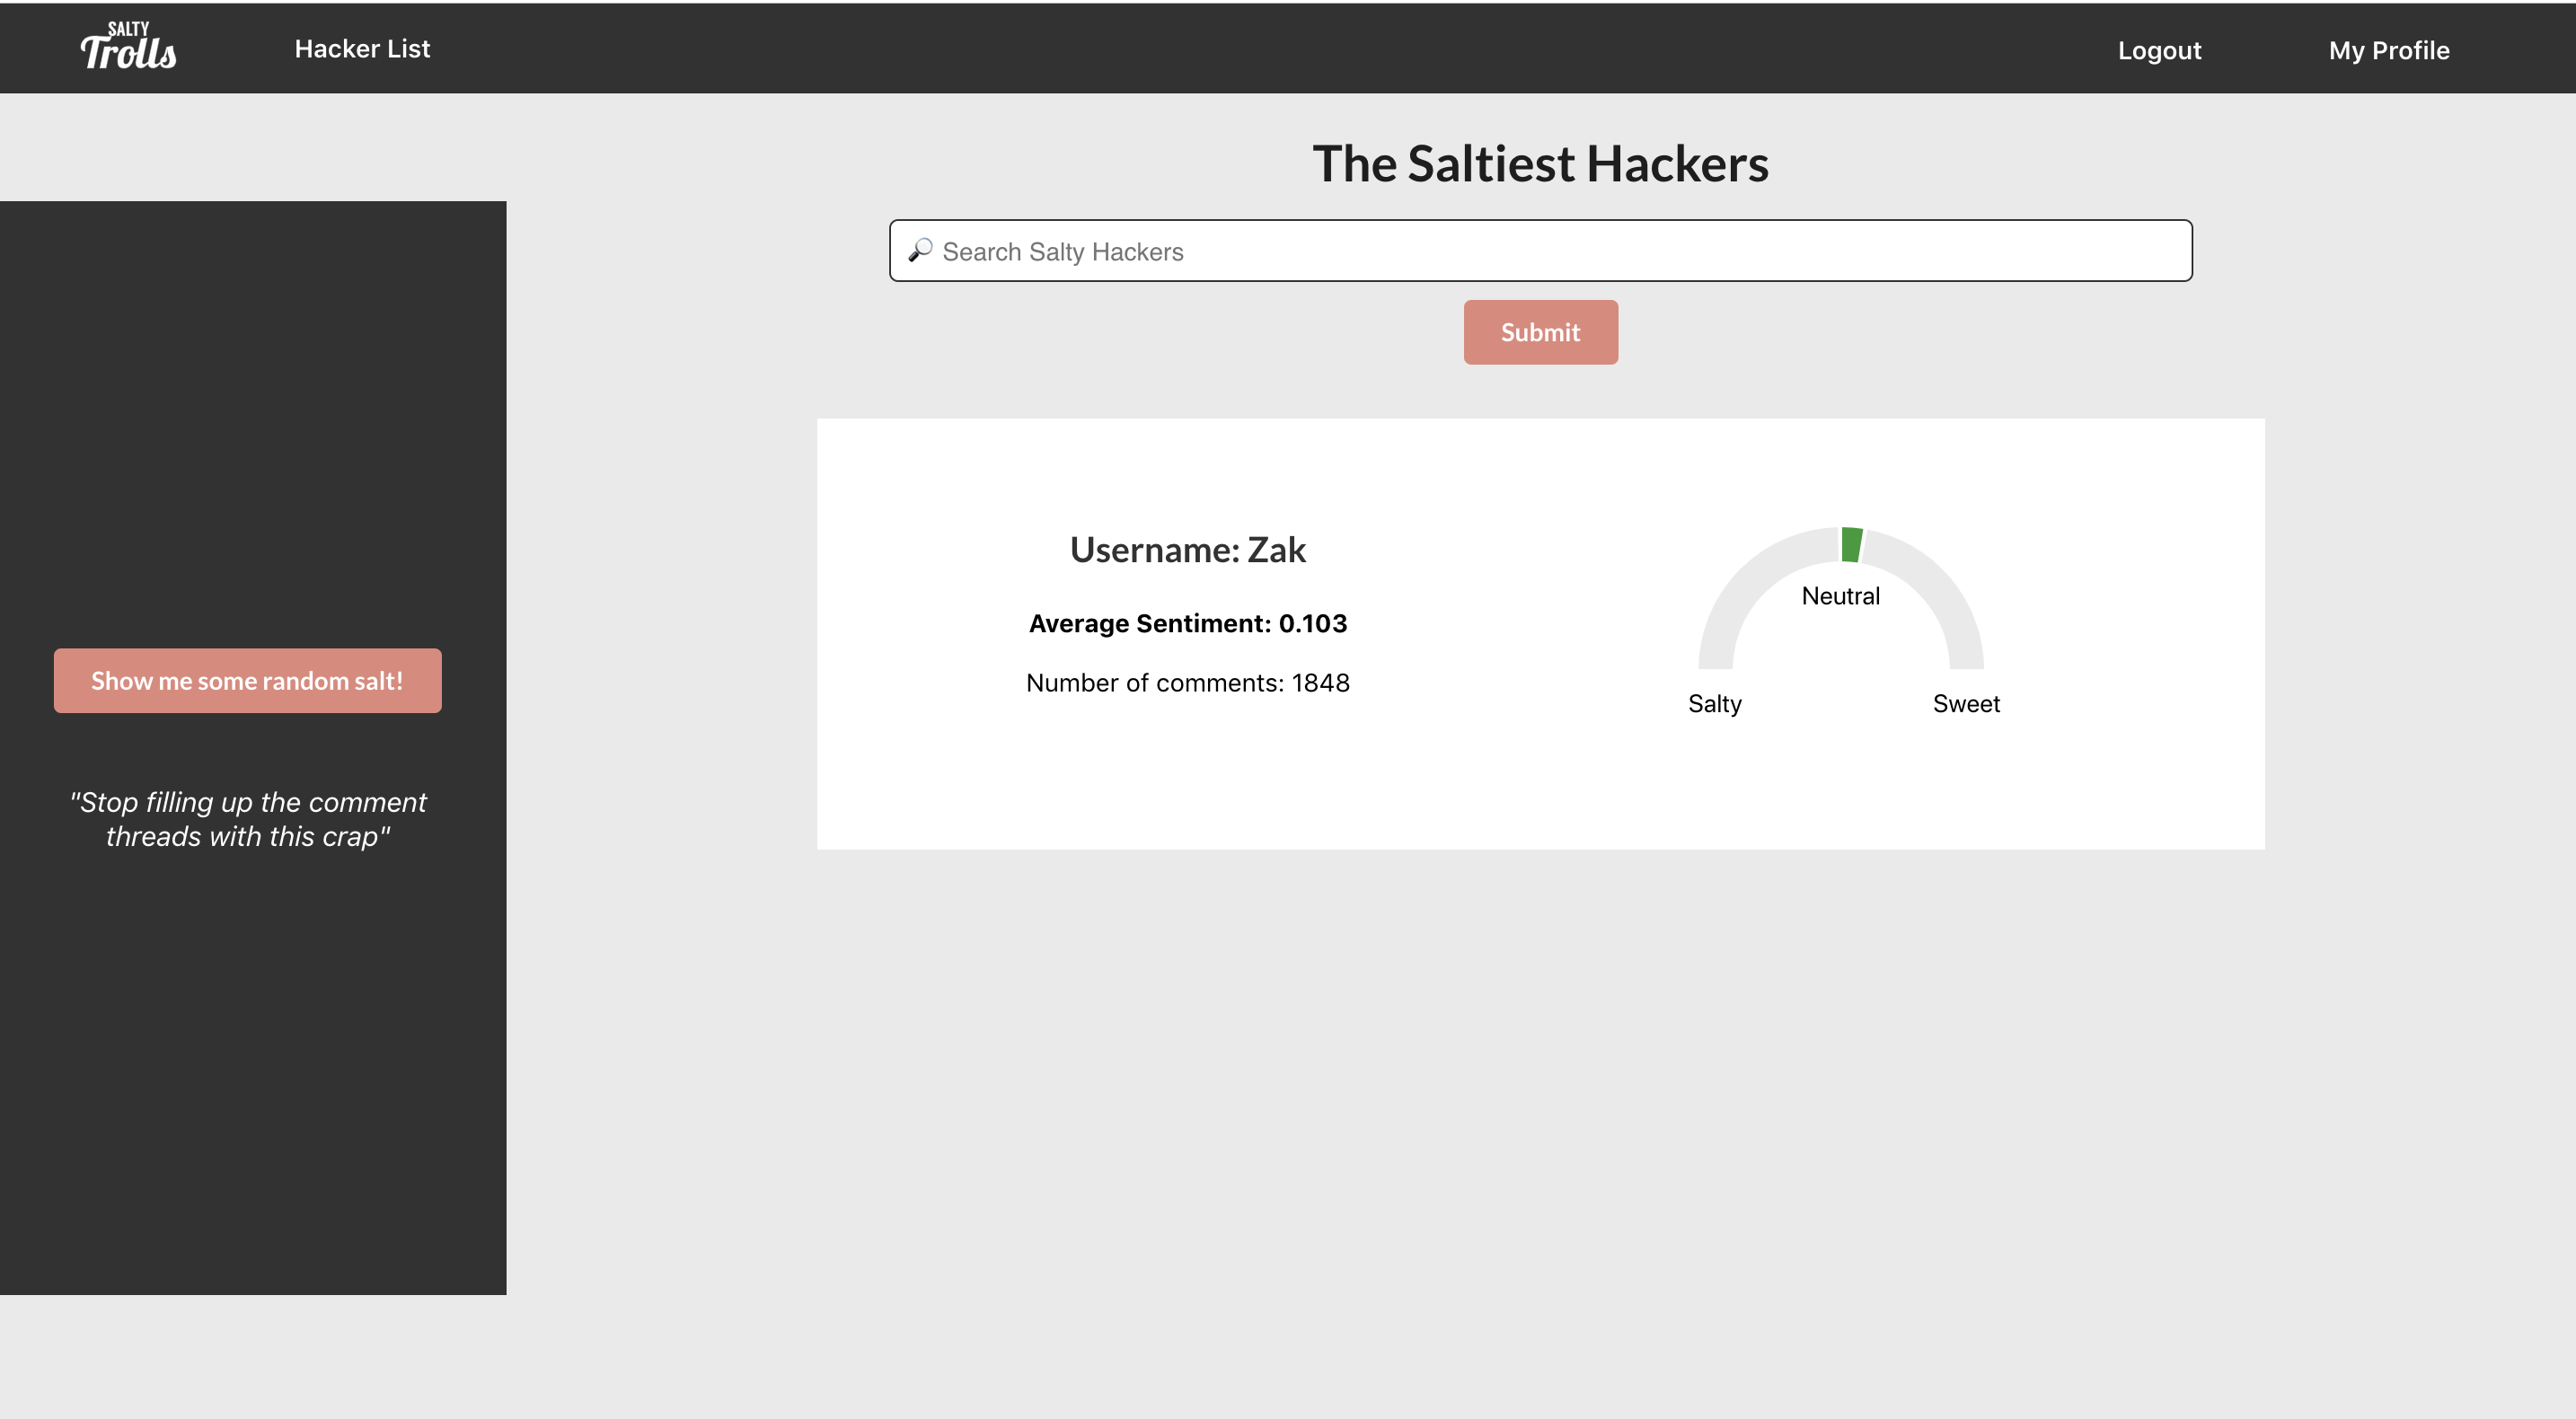 SALTY
Trolls
Hacker List
Logout
My Profile
The Saltiest Hackers
Search Salty Hackers
Submit
Show me some random salt!
"Stop filling up the comment
threads with this crap"
Username: Zak
Average Sentiment: 0.103
Number of comments: 1848
Neutral
Salty
Sweet